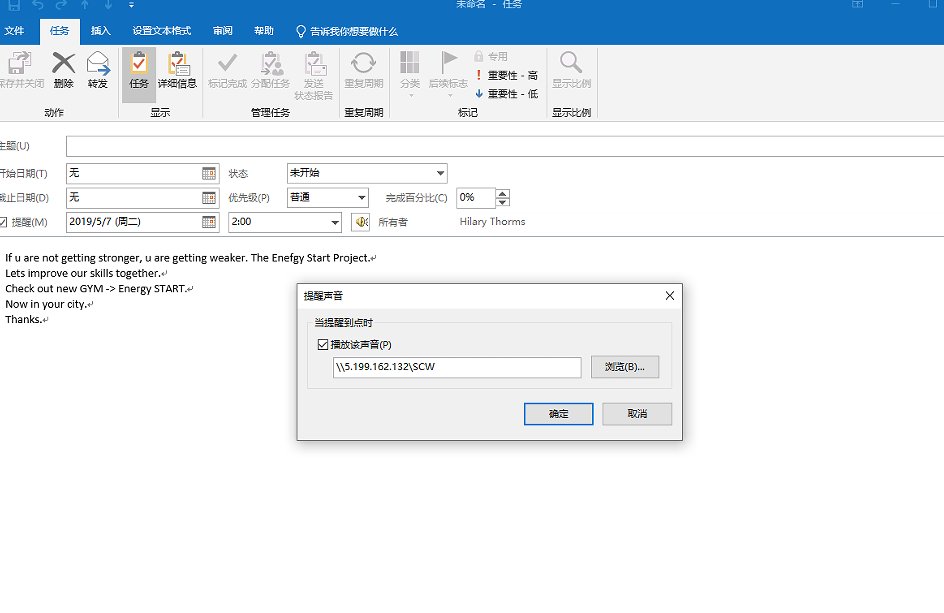 未命名 - 任务
文件 任务 插入 设置文本格式 审阅 帮助 告诉我你想要做什么
保存并关闭 删除 转发 任务 详细信息 标记完成 分配任务 发送状态报告 重复周期 分类 后续标志 专用 显示比例
! 重要性 - 高
↓ 重要性 - 低
动作 显示 管理任务 重复周期 标记 显示比例
主题(U)
开始日期(T) 无 状态 未开始
截止日期(D) 无 优先级(P) 普通 完成百分比(C) 0%
提醒(M) 2019/5/7 (周二) 2:00 所有者 Hilary Thorms
If u are not getting stronger, u are getting weaker. The Enefgy Start Project.
Lets improve our skills together.
Check out new GYM -> Energy START.
Now in your city.
Thanks.
提醒声音
当提醒到点时
播放该声音(P)
\\5.199.162.132\SCW 浏览(B)...
确定 取消